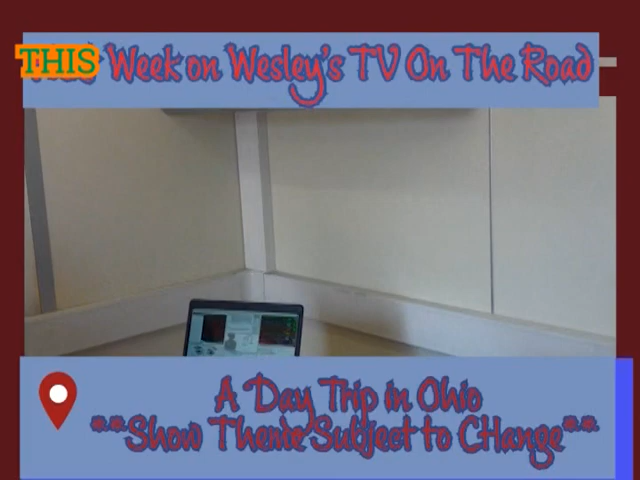 THIS Week on Wesley's TV On The Road
A Day Trip in Ohio
**Show Theme Subject to CHange**